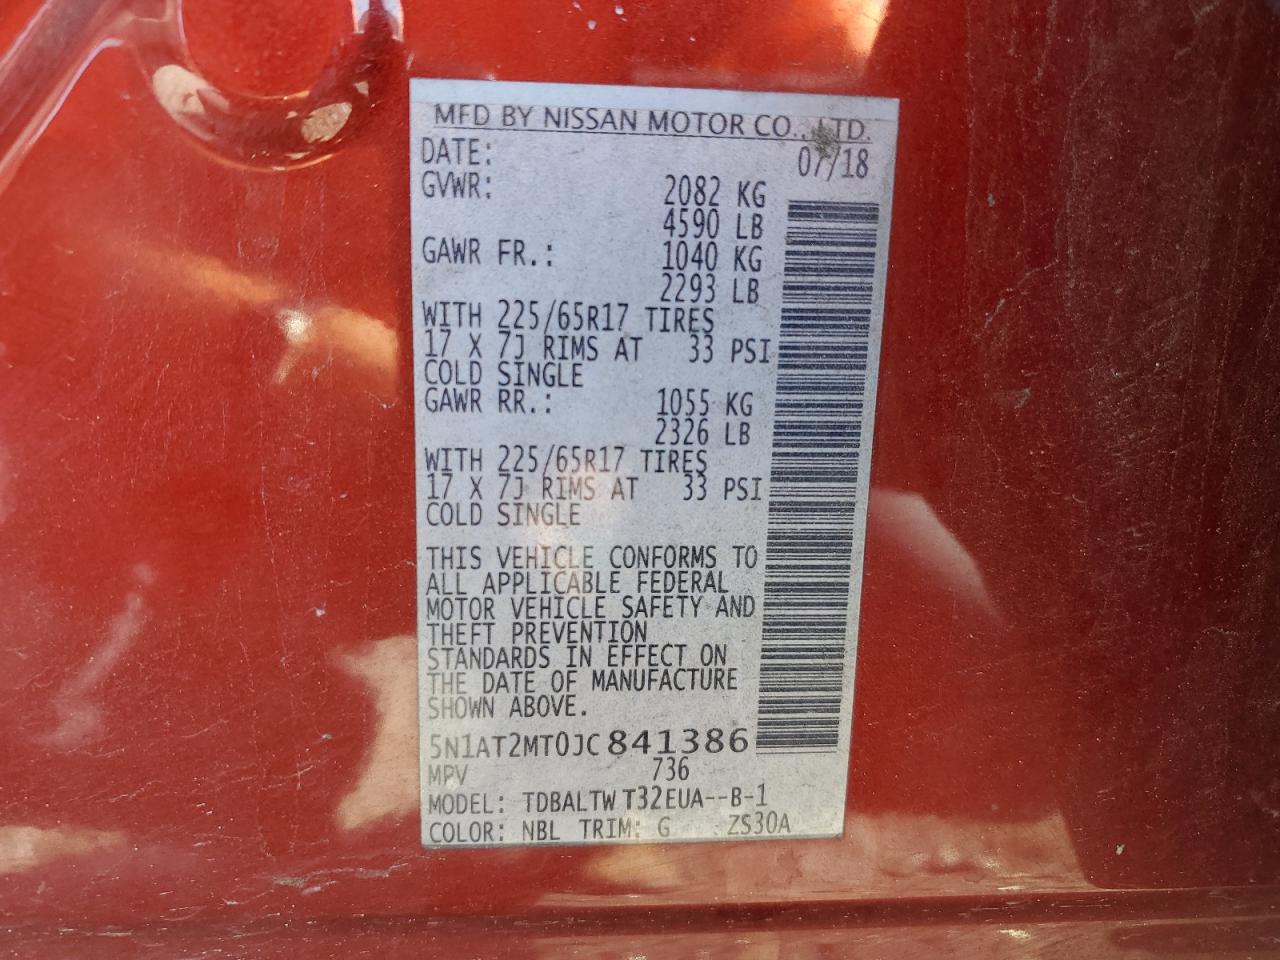 MFD BY NISSAN MOTOR CO., LTD.
DATE: 07/18
GVWR: 2082 KG
4590 LB
GAWR FR.: 1040 KG
2293 LB
WITH 225/65R17 TIRES
17 X 7J RIMS AT 33 PSI
COLD SINGLE
GAWR RR.: 1055 KG
2326 LB
WITH 225/65R17 TIRES
17 X 7J RIMS AT 33 PSI
COLD SINGLE
THIS VEHICLE CONFORMS TO
ALL APPLICABLE FEDERAL
MOTOR VEHICLE SAFETY AND
THEFT PREVENTION
STANDARDS IN EFFECT ON
THE DATE OF MANUFACTURE
SHOWN ABOVE.
5N1AT2MT0JC841386
MPV 736
MODEL: TDBALTW T32EUA--B-1
COLOR: NBL TRIM: G ZS30A